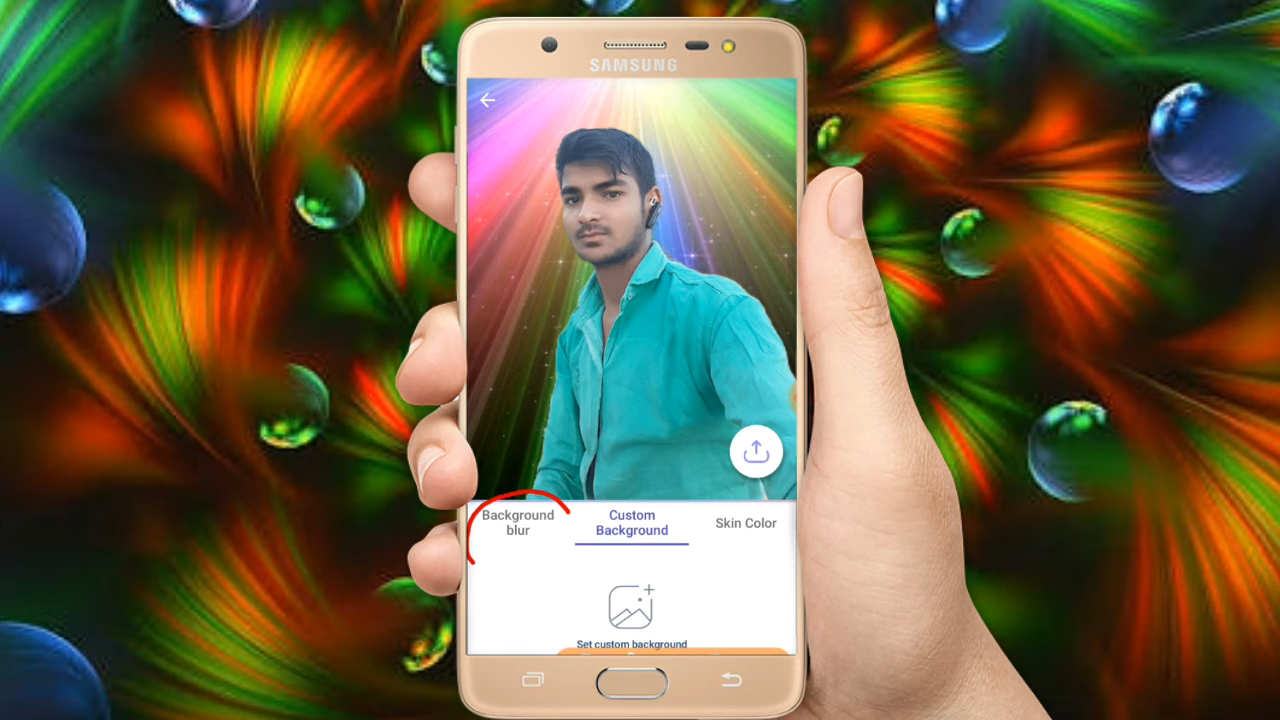 SAMSUNG
Background
blur
Custom
Background
Skin Color
Set custom background